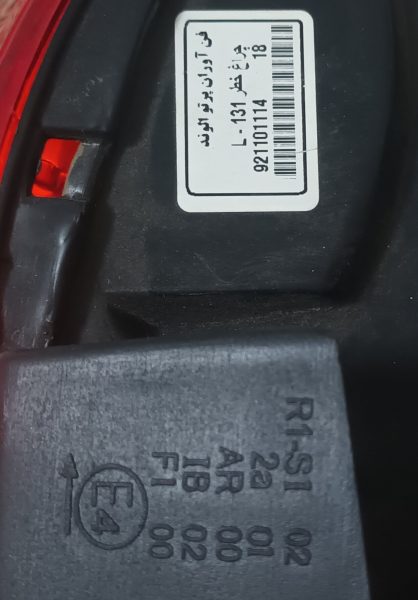 فن آوران پرتو الوند
چراغ خطر L - 131
921101114 18
R1-S1 02
2a 01
AR 00
IB 02
F1 00
E4